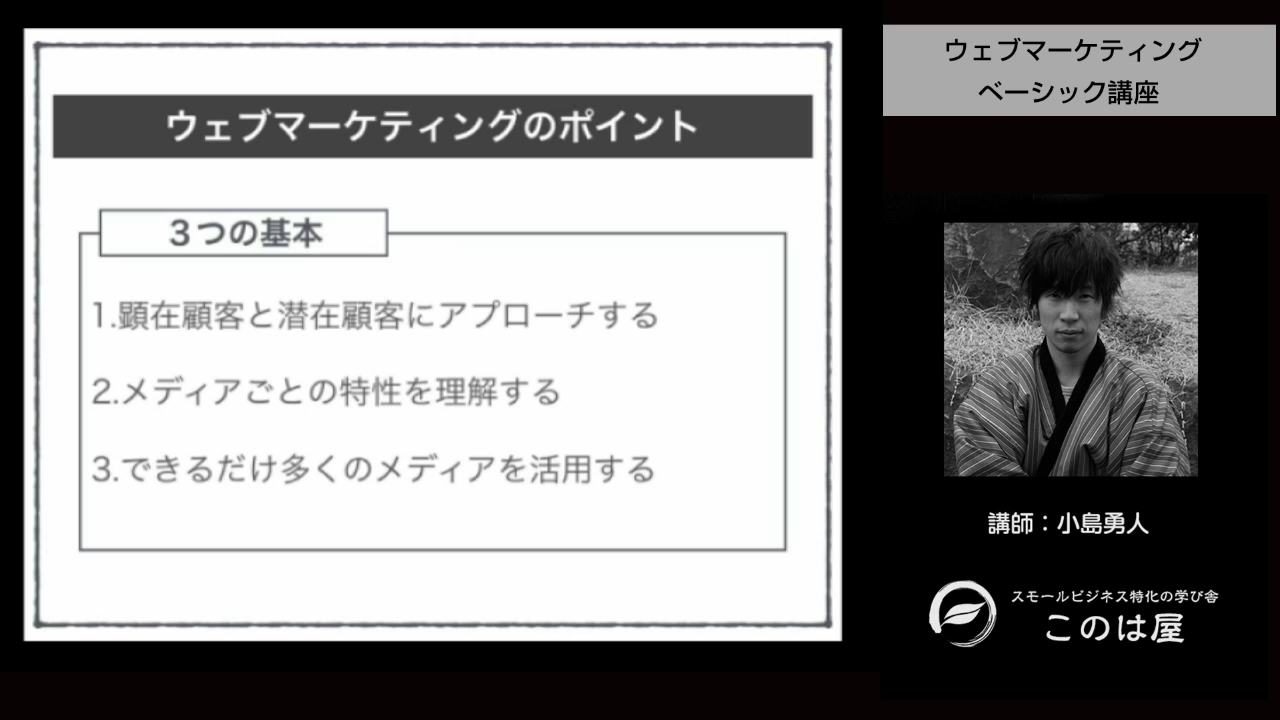 ウェブマーケティングのポイント
３つの基本
1.顕在顧客と潜在顧客にアプローチする
2.メディアごとの特性を理解する
3.できるだけ多くのメディアを活用する
ウェブマーケティング
ベーシック講座
講師：小島勇人
スモールビジネス特化の学び舎
このは屋